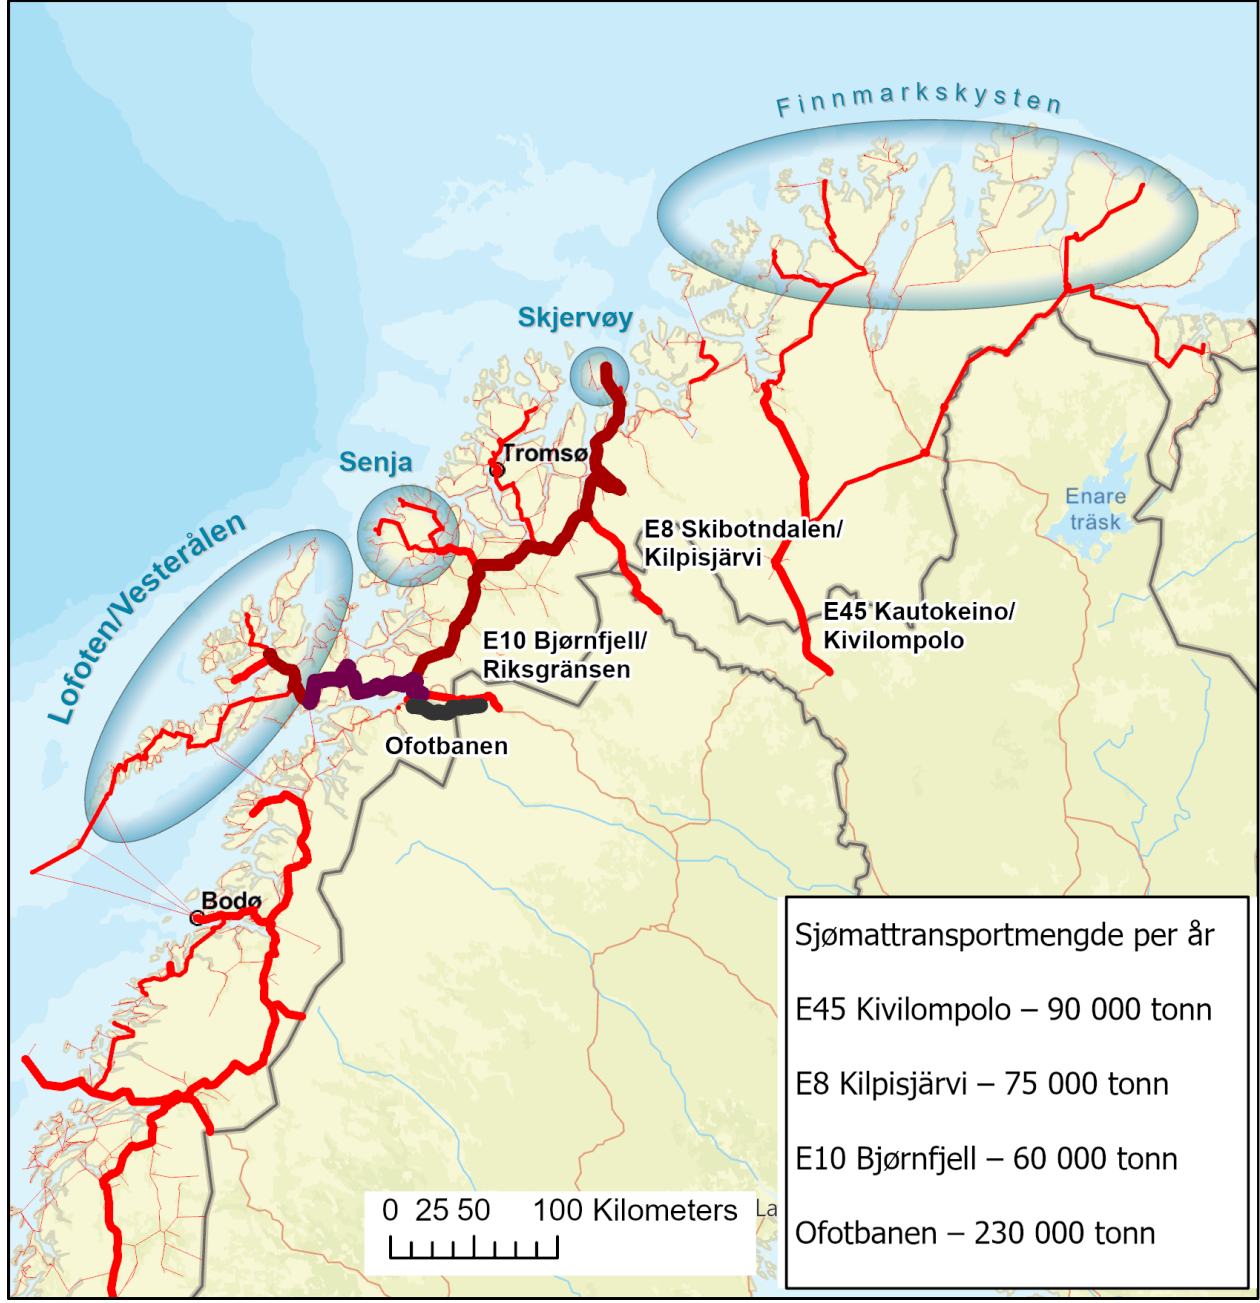 Finnmarkskysten
Skjervøy
Tromsø
Senja
Enare
träsk
E8 Skibotndalen/
Kilpisjärvi
Lofoten/Vesterålen
E45 Kautokeino/
Kivilompolo
E10 Bjørnfjell/
Riksgränsen
Ofotbanen
Bodø
Sjømattransportmengde per år
E45 Kivilompolo – 90 000 tonn
E8 Kilpisjärvi – 75 000 tonn
E10 Bjørnfjell – 60 000 tonn
Ofotbanen – 230 000 tonn
0 25 50 100 Kilometers
La